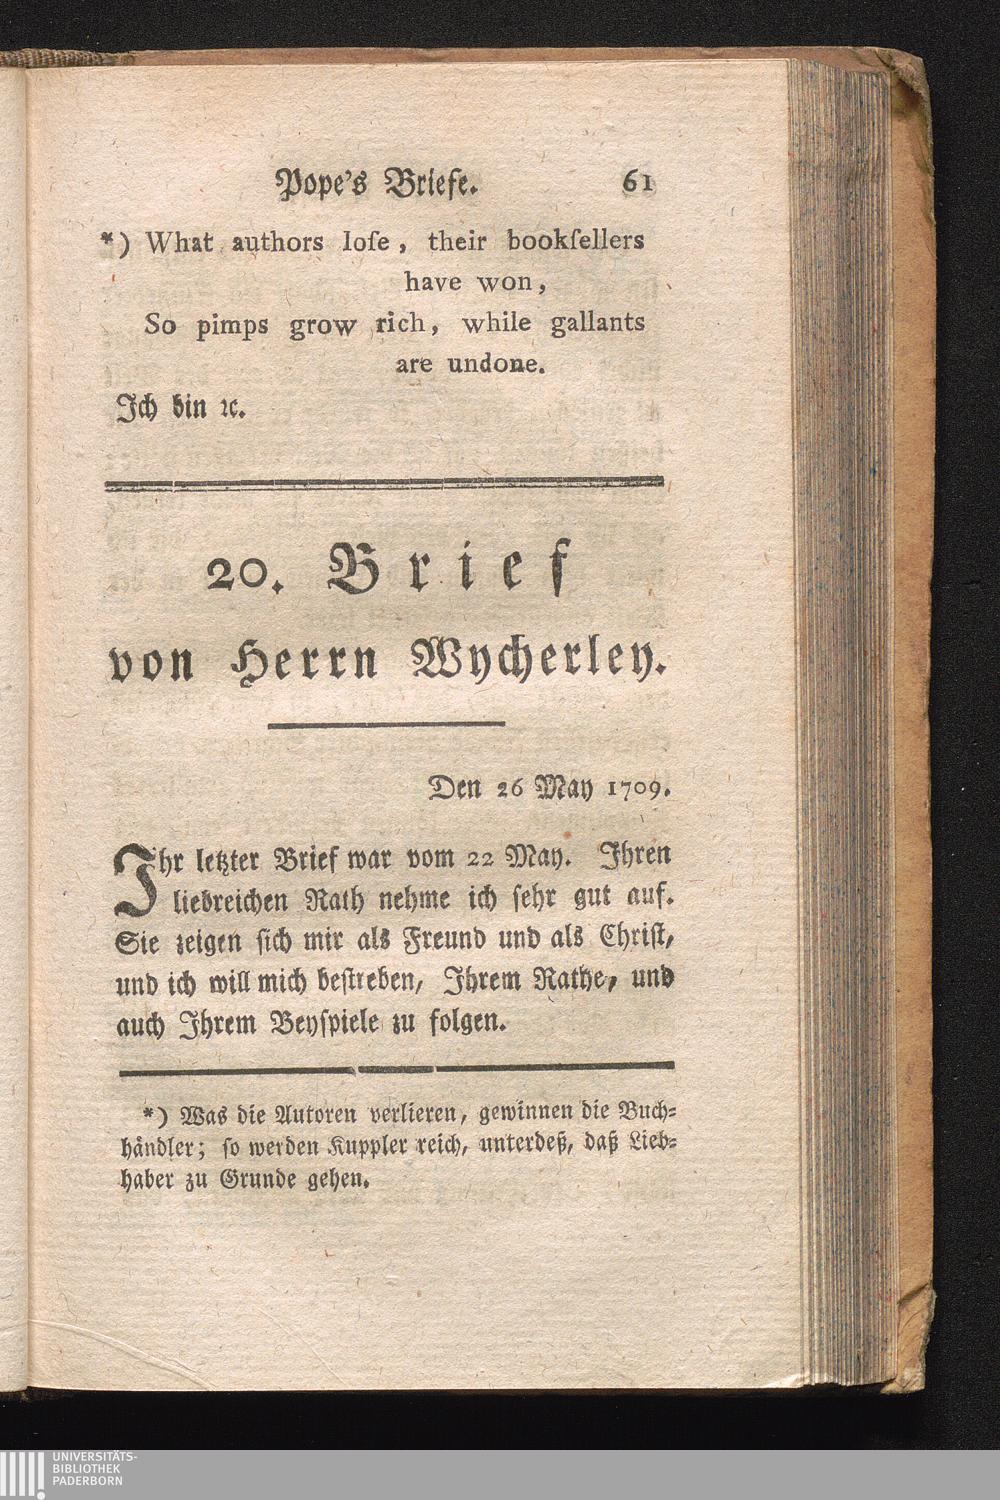 Pope's Briefe. 61
*) What authors lose, their bookſellers
have won,
So pimps grow rich, while gallants
are undone.
Ich bin ꝛc.
20. Brief
von Herrn Wycherley.
Den 26 May 1709.
Ihr letzter Brief war vom 22 May. Ihren
liebreichen Rath nehme ich ſehr gut auf.
Sie zeigen ſich mir als Freund und als Chriſt,
und ich will mich beſtreben, Ihrem Rathe, und
auch Ihrem Beyſpiele zu folgen.
*) Was die Autoren verlieren, gewinnen die Buch-
händler; ſo werden Kuppler reich, unterdeß, daß Lieb-
haber zu Grunde gehen.
UNIVERSITÄTS-
BIBLIOTHEK
PADERBORN